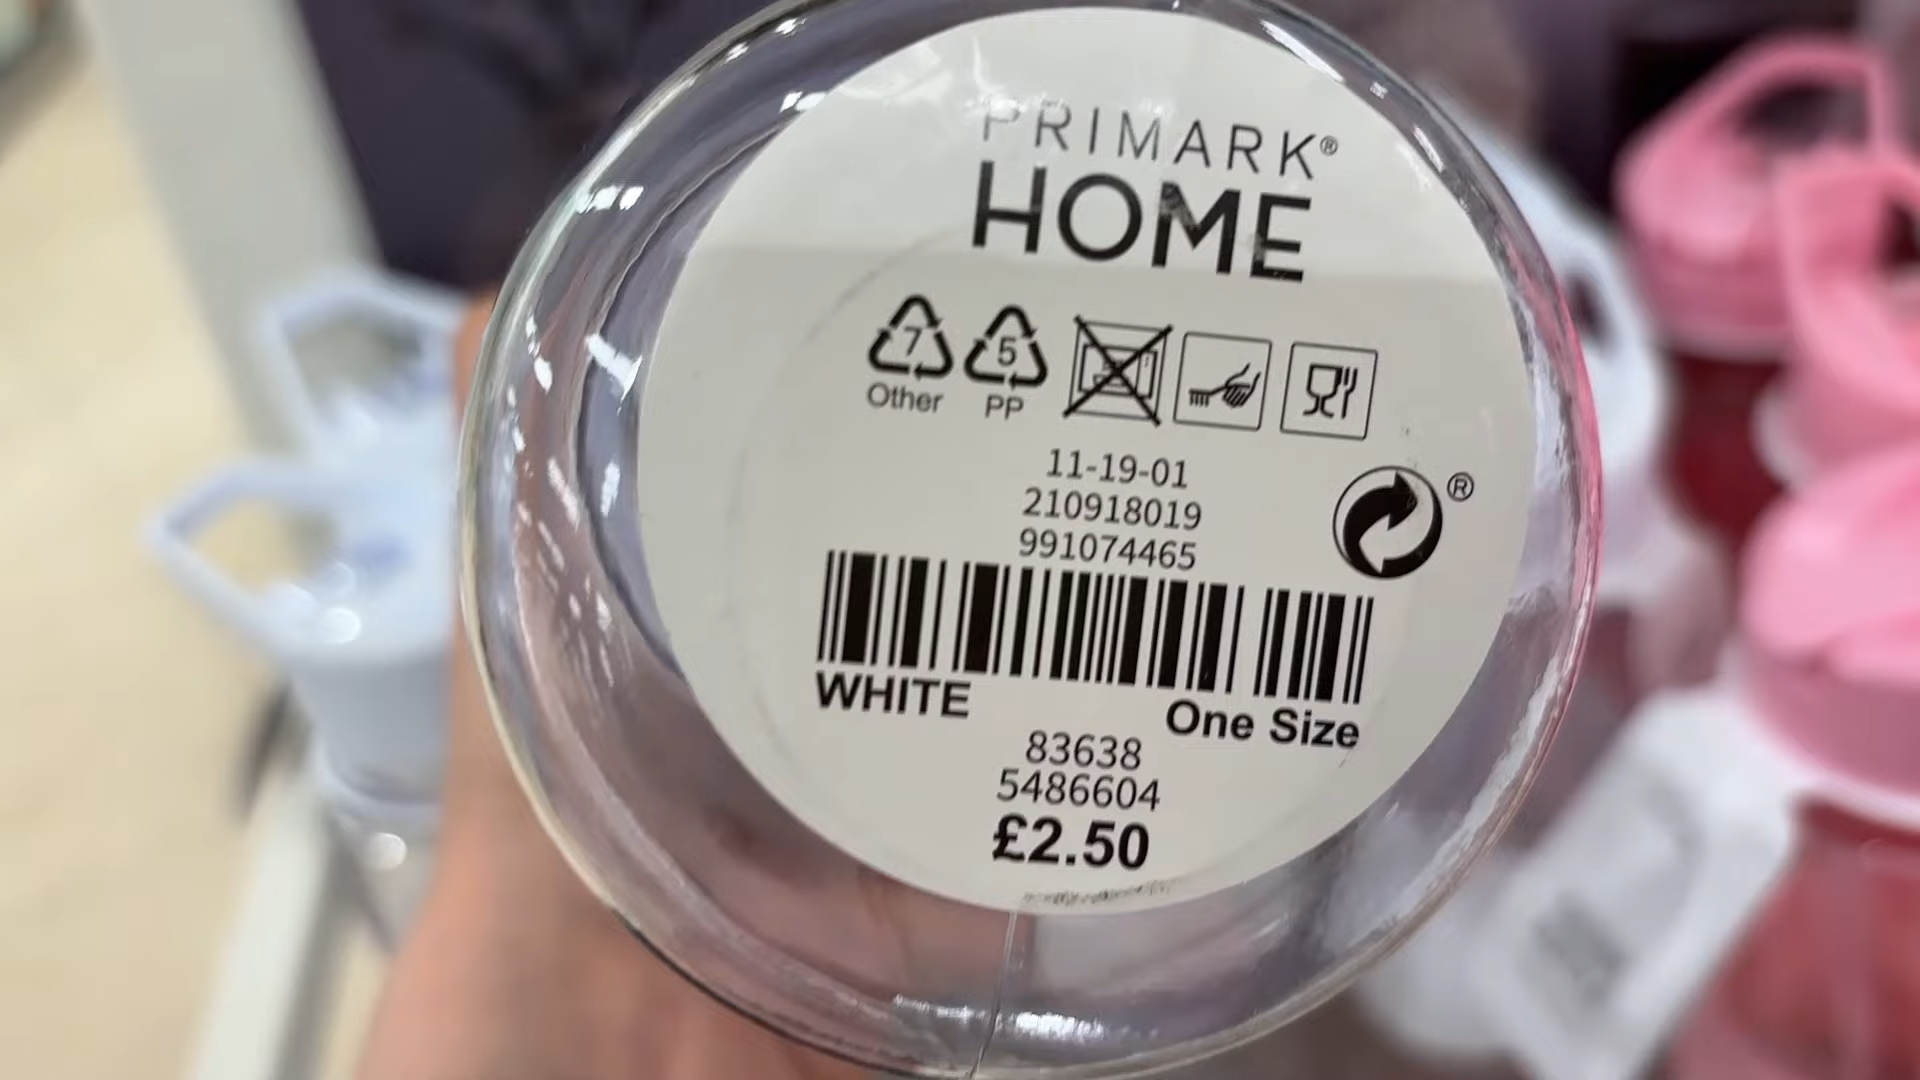 PRIMARK®
HOME
7 5
Other PP
11-19-01
210918019
991074465
®
WHITE
One Size
83638
5486604
£2.50